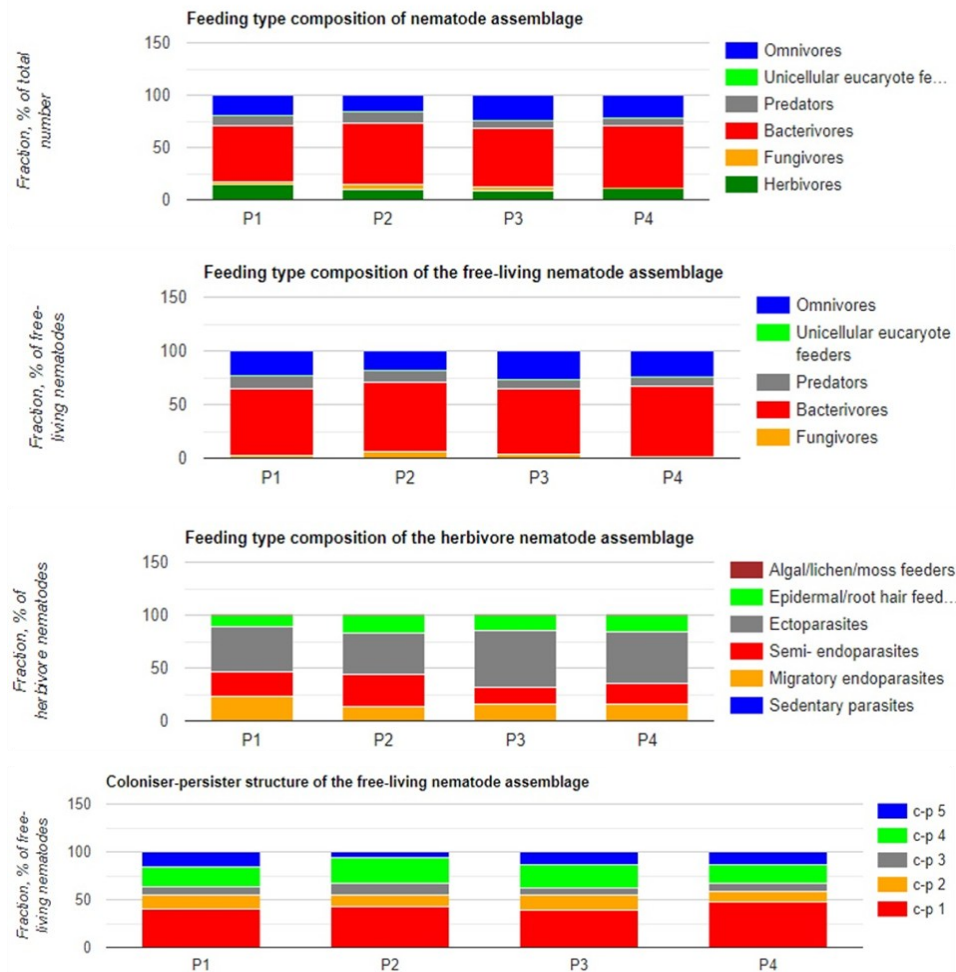 Feeding type composition of nematode assemblage
Fraction, % of total
number
150
100
50
0
P1
P2
P3
P4
Omnivores
Unicellular eucaryote fe…
Predators
Bacterivores
Fungivores
Herbivores
Feeding type composition of the free-living nematode assemblage
Fraction, % of free-
living nematodes
150
100
50
0
P1
P2
P3
P4
Omnivores
Unicellular eucaryote
feeders
Predators
Bacterivores
Fungivores
Feeding type composition of the herbivore nematode assemblage
Fraction, % of
herbivore nematodes
150
100
50
0
P1
P2
P3
P4
Algal/lichen/moss feeders
Epidermal/root hair feed…
Ectoparasites
Semi- endoparasites
Migratory endoparasites
Sedentary parasites
Coloniser-persister structure of the free-living nematode assemblage
Fraction, % of free-
living nematodes
150
100
50
0
P1
P2
P3
P4
c-p 5
c-p 4
c-p 3
c-p 2
c-p 1